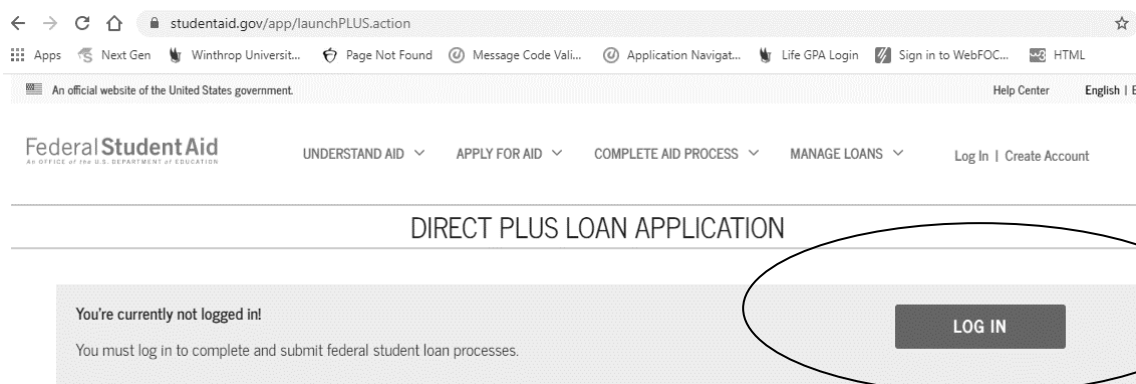 studentaid.gov/app/launchPLUS.action
Apps Next Gen Winthrop Universit... Page Not Found Message Code Vali... Application Navigat... Life GPA Login Sign in to WebFOC... HTML
An official website of the United States government. Help Center English |
Federal Student Aid UNDERSTAND AID APPLY FOR AID COMPLETE AID PROCESS MANAGE LOANS Log In | Create Account
An OFFICE of the U.S. DEPARTMENT of EDUCATION
DIRECT PLUS LOAN APPLICATION
You're currently not logged in!
LOG IN
You must log in to complete and submit federal student loan processes.